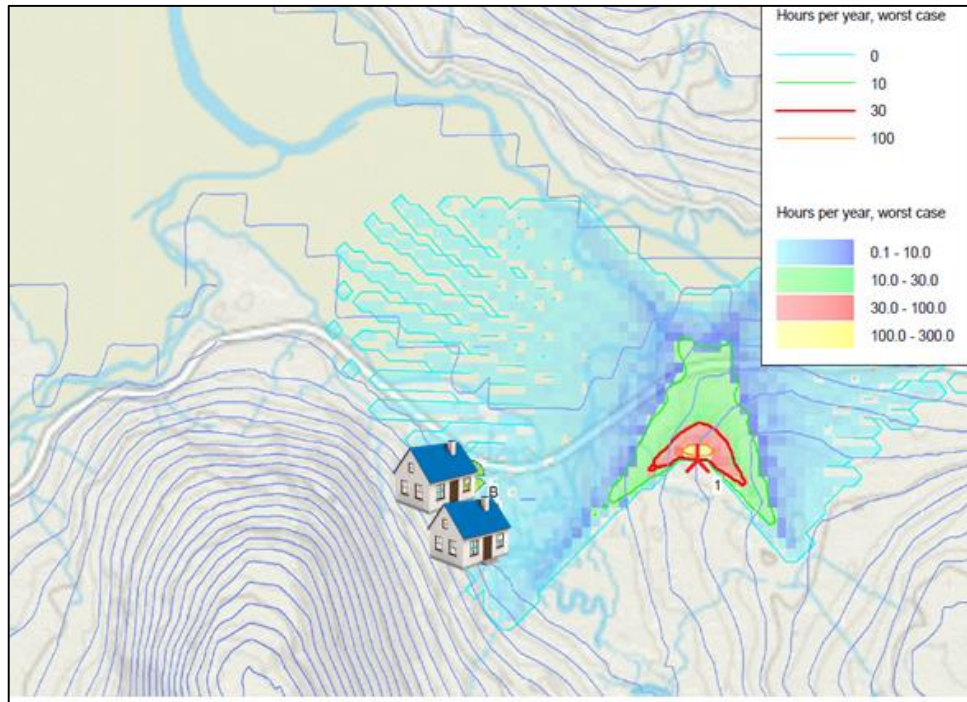 Hours per year, worst case
0
10
30
100
Hours per year, worst case
0.1 - 10.0
10.0 - 30.0
30.0 - 100.0
100.0 - 300.0
B
1